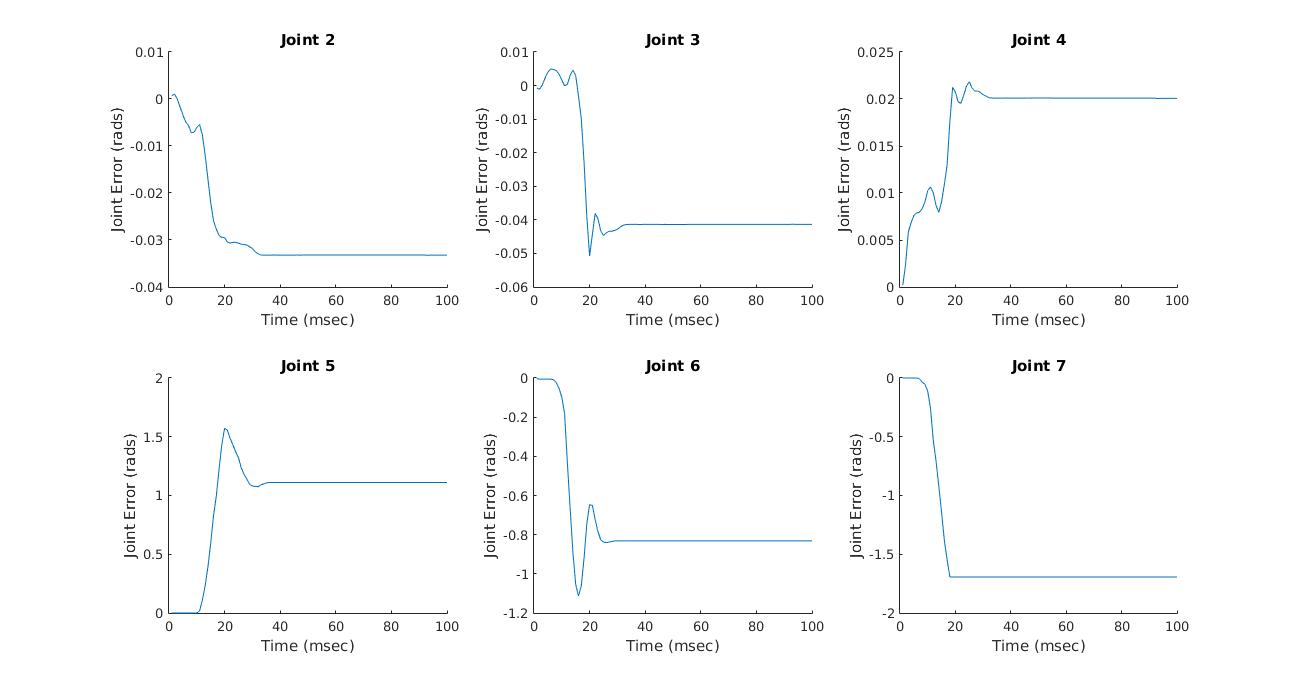 Joint 2
0.01
0
-0.01
-0.02
-0.03
-0.04
Joint Error (rads)
0 20 40 60 80 100
Time (msec)
Joint 3
0.01
0
-0.01
-0.02
-0.03
-0.04
-0.05
-0.06
Joint Error (rads)
0 20 40 60 80 100
Time (msec)
Joint 4
0.025
0.02
0.015
0.01
0.005
0
Joint Error (rads)
0 20 40 60 80 100
Time (msec)
Joint 5
2
1.5
1
0.5
0
Joint Error (rads)
0 20 40 60 80 100
Time (msec)
Joint 6
0
-0.2
-0.4
-0.6
-0.8
-1
-1.2
Joint Error (rads)
0 20 40 60 80 100
Time (msec)
Joint 7
0
-0.5
-1
-1.5
-2
Joint Error (rads)
0 20 40 60 80 100
Time (msec)